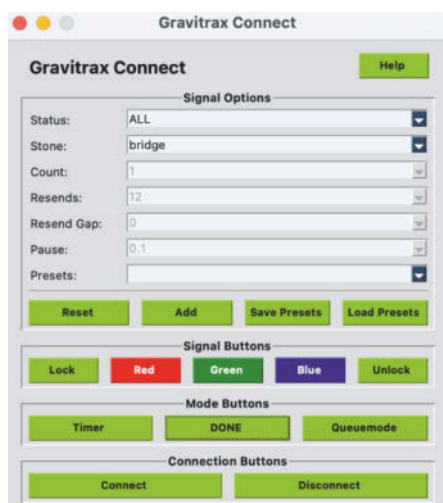 Gravitrax Connect
Gravitrax Connect Help
Signal Options
Status: ALL
Stone: bridge
Count: 1
Resends: 12
Resend Gap: 0
Pause: 0.1
Presets:
Reset Add Save Presets Load Presets
Signal Buttons
Lock Red Green Blue Unlock
Mode Buttons
Timer DONE Queuemode
Connection Buttons
Connect Disconnect